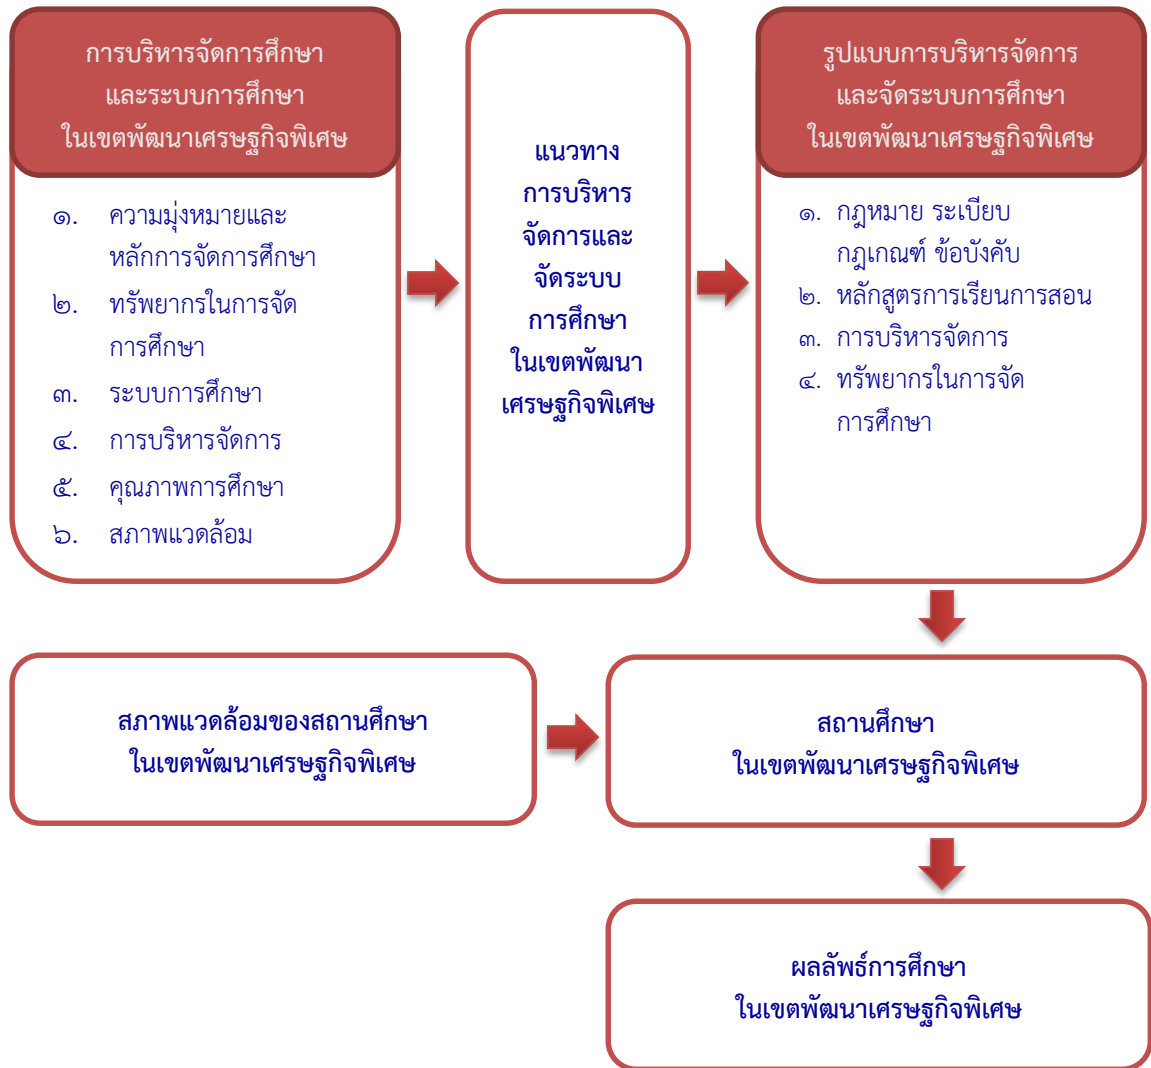 การบริหารจัดการศึกษา
และระบบการศึกษา
ในเขตพัฒนาเศรษฐกิจพิเศษ
๑. ความมุ่งหมายและ
หลักการจัดการศึกษา
๒. ทรัพยากรในการจัด
การศึกษา
๓. ระบบการศึกษา
๔. การบริหารจัดการ
๕. คุณภาพการศึกษา
๖. สภาพแวดล้อม
แนวทาง
การบริหาร
จัดการและ
จัดระบบ
การศึกษา
ในเขตพัฒนา
เศรษฐกิจพิเศษ
รูปแบบการบริหารจัดการ
และจัดระบบการศึกษา
ในเขตพัฒนาเศรษฐกิจพิเศษ
๑. กฎหมาย ระเบียบ
กฎเกณฑ์ ข้อบังคับ
๒. หลักสูตรการเรียนการสอน
๓. การบริหารจัดการ
๔. ทรัพยากรในการจัด
การศึกษา
สภาพแวดล้อมของสถานศึกษา
ในเขตพัฒนาเศรษฐกิจพิเศษ
สถานศึกษา
ในเขตพัฒนาเศรษฐกิจพิเศษ
ผลลัพธ์การศึกษา
ในเขตพัฒนาเศรษฐกิจพิเศษ